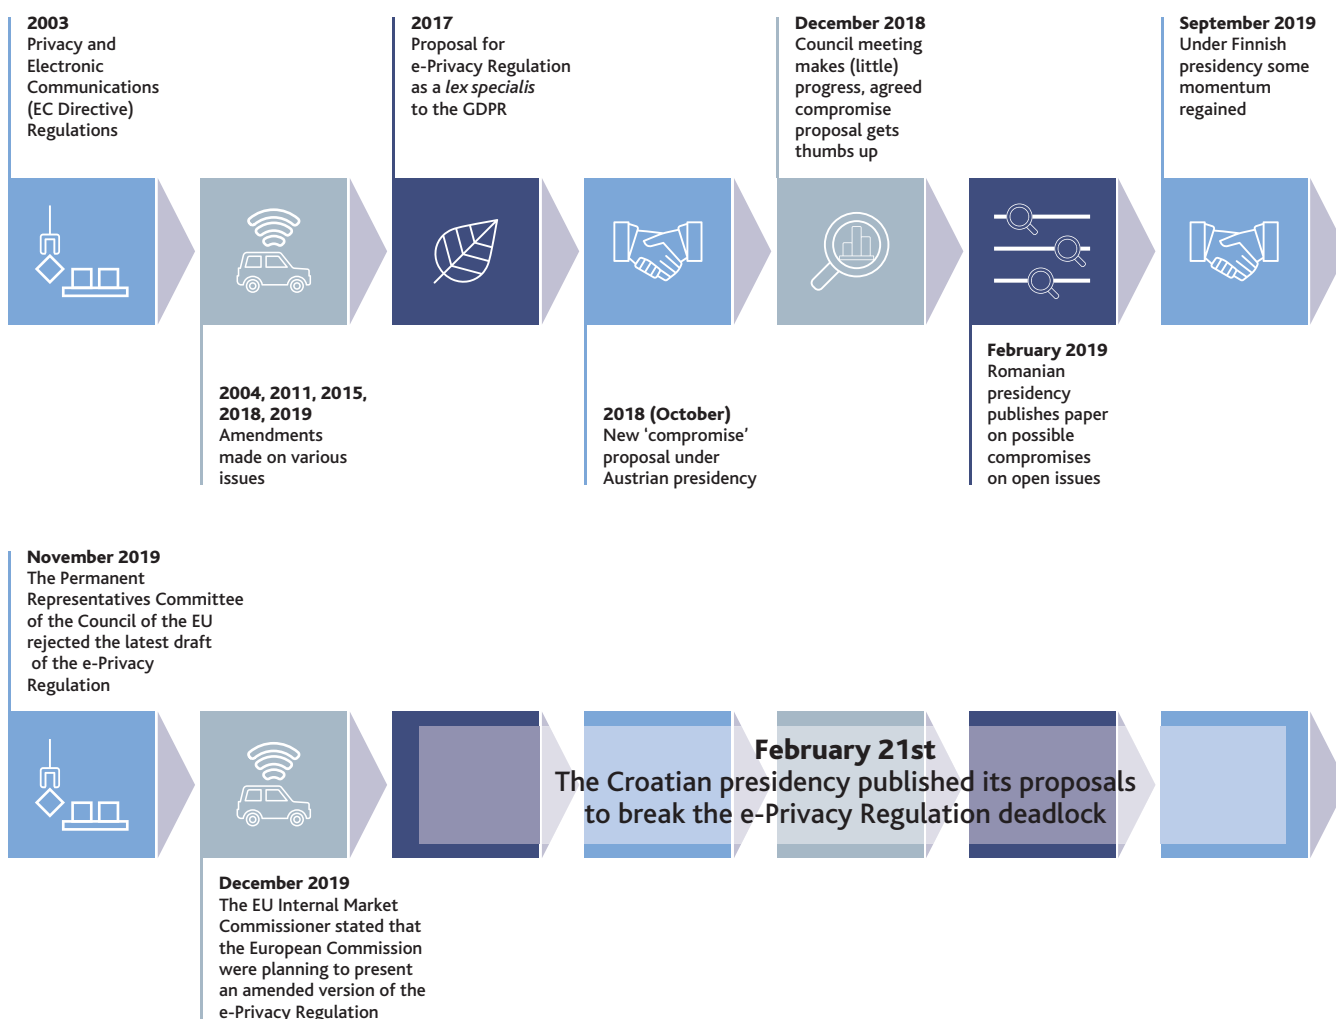 2003
Privacy and
Electronic
Communications
(EC Directive)
Regulations
2004, 2011, 2015,
2018, 2019
Amendments
made on various
issues
2017
Proposal for
e-Privacy Regulation
as a lex specialis
to the GDPR
2018 (October)
New ‘compromise’
proposal under
Austrian presidency
December 2018
Council meeting
makes (little)
progress, agreed
compromise
proposal gets
thumbs up
February 2019
Romanian
presidency
publishes paper
on possible
compromises
on open issues
September 2019
Under Finnish
presidency some
momentum
regained
November 2019
The Permanent
Representatives Committee
of the Council of the EU
rejected the latest draft
of the e-Privacy
Regulation
December 2019
The EU Internal Market
Commissioner stated that
the European Commission
were planning to present
an amended version of the
e-Privacy Regulation
February 21st
The Croatian presidency published its proposals
to break the e-Privacy Regulation deadlock